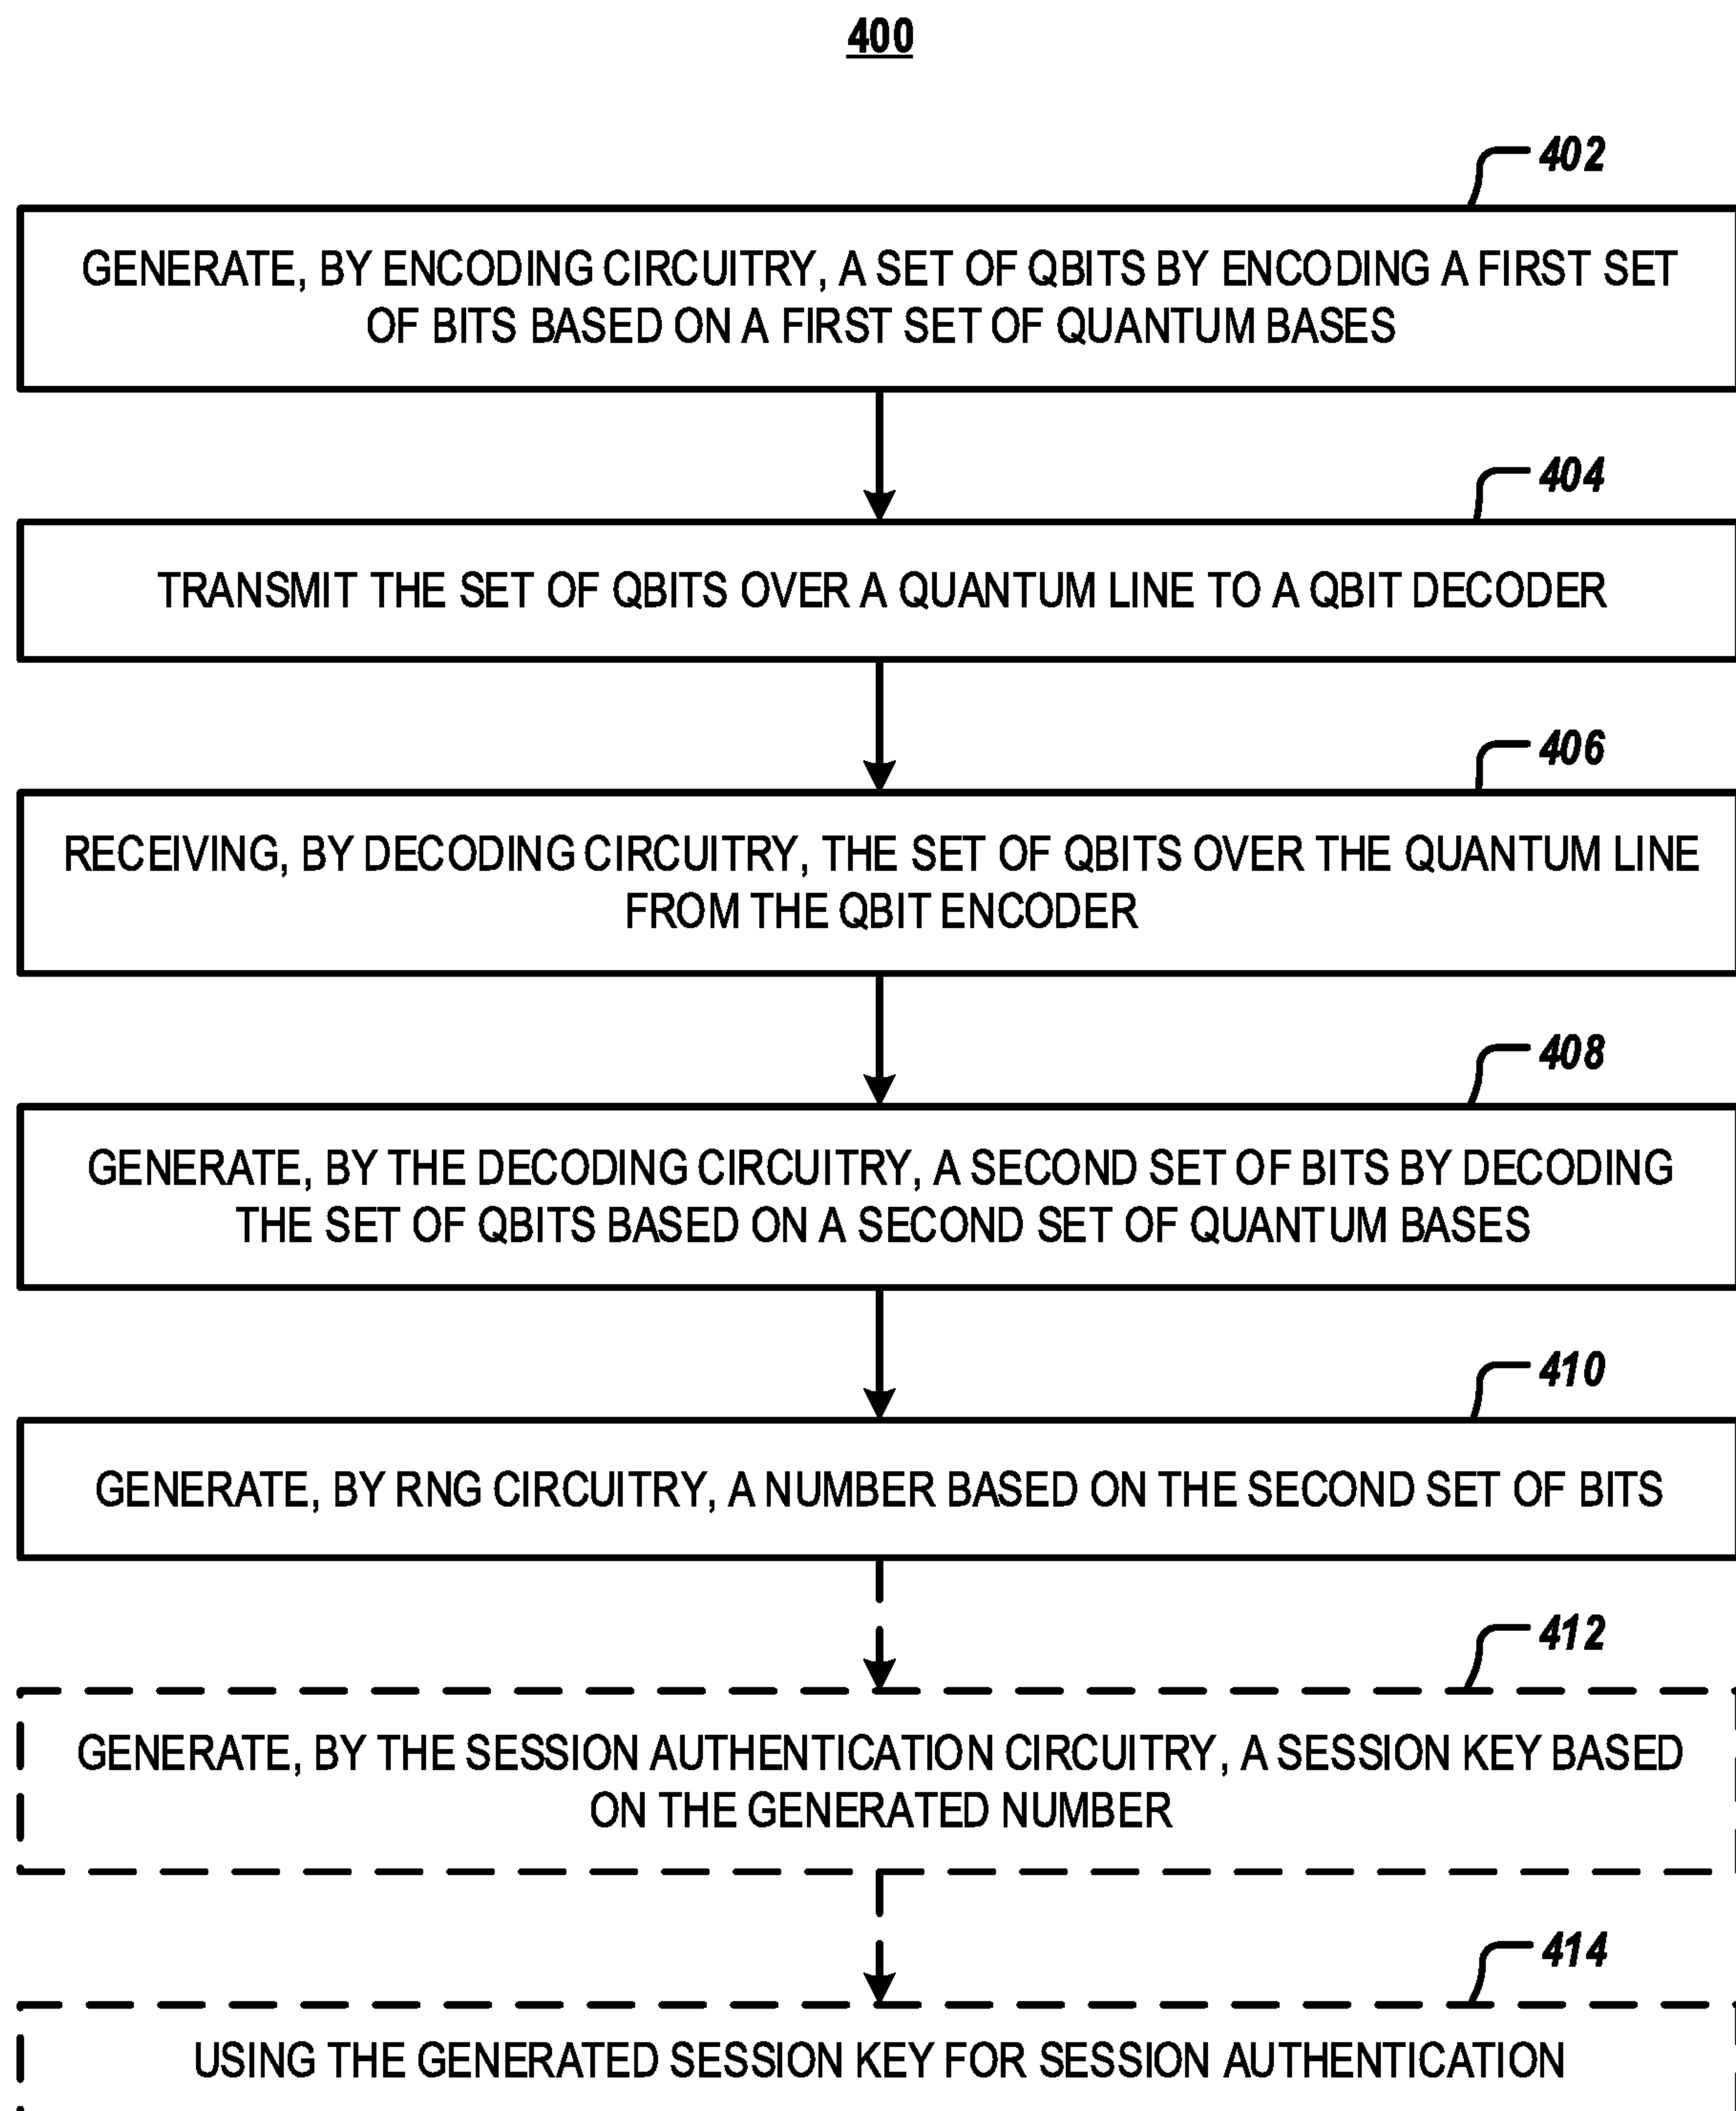 400
402
GENERATE, BY ENCODING CIRCUITRY, A SET OF QBITS BY ENCODING A FIRST SET
OF BITS BASED ON A FIRST SET OF QUANTUM BASES
404
TRANSMIT THE SET OF QBITS OVER A QUANTUM LINE TO A QBIT DECODER
406
RECEIVING, BY DECODING CIRCUITRY, THE SET OF QBITS OVER THE QUANTUM LINE
FROM THE QBIT ENCODER
408
GENERATE, BY THE DECODING CIRCUITRY, A SECOND SET OF BITS BY DECODING
THE SET OF QBITS BASED ON A SECOND SET OF QUANTUM BASES
410
GENERATE, BY RNG CIRCUITRY, A NUMBER BASED ON THE SECOND SET OF BITS
412
GENERATE, BY THE SESSION AUTHENTICATION CIRCUITRY, A SESSION KEY BASED
ON THE GENERATED NUMBER
414
USING THE GENERATED SESSION KEY FOR SESSION AUTHENTICATION